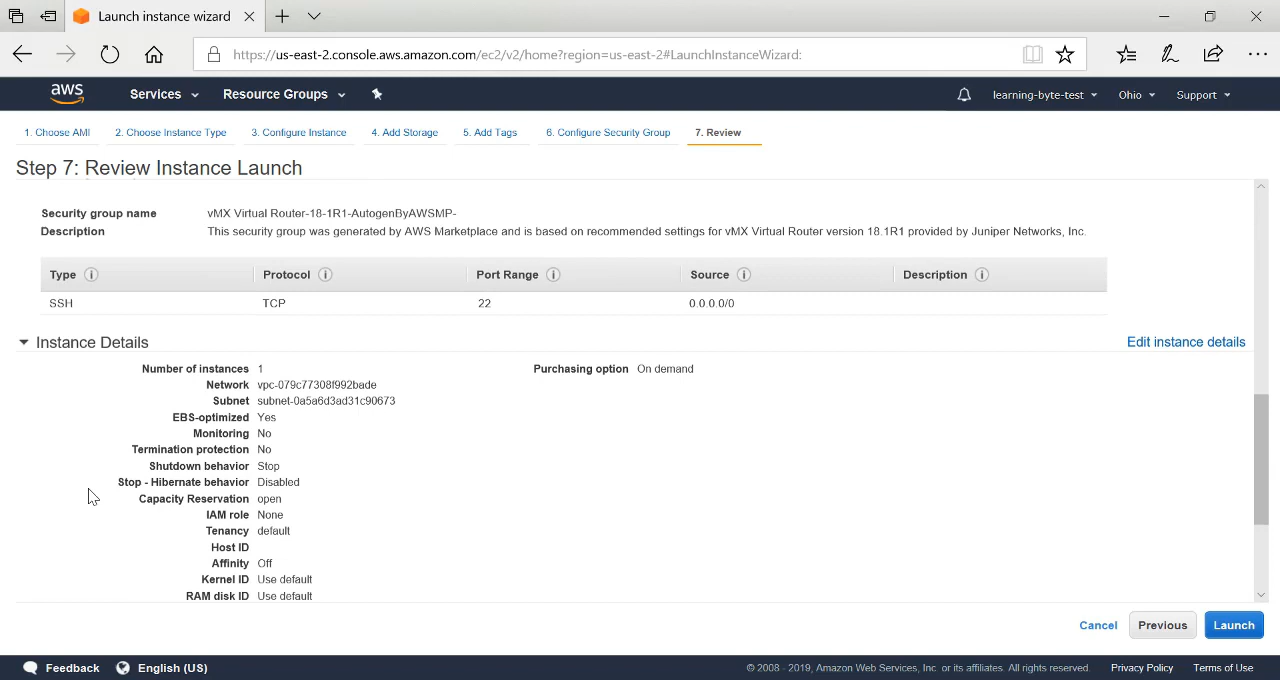 Launch instance wizard
https://us-east-2.console.aws.amazon.com/ec2/v2/home?region=us-east-2#LaunchInstanceWizard:
aws Services Resource Groups learning-byte-test Ohio Support
1. Choose AMI 2. Choose Instance Type 3. Configure Instance 4. Add Storage 5. Add Tags 6. Configure Security Group 7. Review
Step 7: Review Instance Launch
Security group name vMX Virtual Router-18-1R1-AutogenByAWSMP-
Description This security group was generated by AWS Marketplace and is based on recommended settings for vMX Virtual Router version 18.1R1 provided by Juniper Networks, Inc.
Type Protocol Port Range Source Description
SSH TCP 22 0.0.0.0/0
Instance Details Edit instance details
Number of instances 1 Purchasing option On demand
Network vpc-079c77308f992bade
Subnet subnet-0a5a6d3ad31c90673
EBS-optimized Yes
Monitoring No
Termination protection No
Shutdown behavior Stop
Stop - Hibernate behavior Disabled
Capacity Reservation open
IAM role None
Tenancy default
Host ID
Affinity Off
Kernel ID Use default
RAM disk ID Use default
Cancel Previous Launch
Feedback English (US) © 2008 - 2019, Amazon Web Services, Inc. or its affiliates. All rights reserved. Privacy Policy Terms of Use